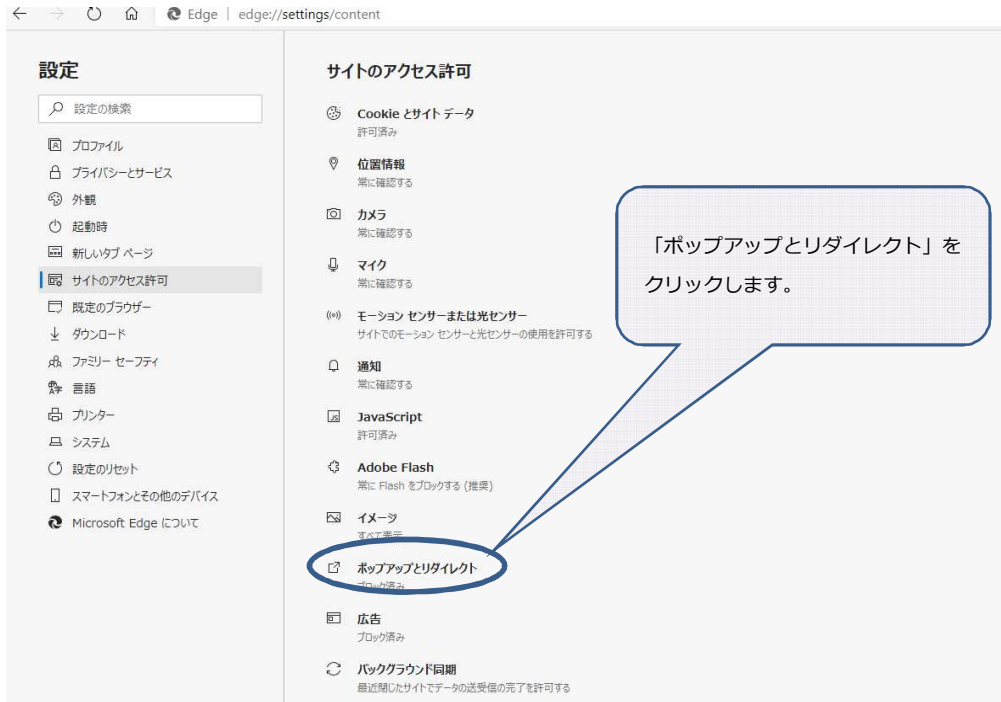 Edge | edge://settings/content
設定
設定の検索
プロファイル
プライバシーとサービス
外観
起動時
新しいタブ ページ
サイトのアクセス許可
既定のブラウザー
ダウンロード
ファミリー セーフティ
言語
プリンター
システム
設定のリセット
スマートフォンとその他のデバイス
Microsoft Edge について
サイトのアクセス許可
Cookie とサイト データ
許可済み
位置情報
常に確認する
カメラ
常に確認する
マイク
常に確認する
モーション センサーまたは光センサー
サイトでのモーション センサーと光センサーの使用を許可する
通知
常に確認する
JavaScript
許可済み
Adobe Flash
常に Flash をブロックする (推奨)
イメージ
すべて表示
ポップアップとリダイレクト
ブロック済み
広告
ブロック済み
バックグラウンド同期
最近閉じたサイトでデータの送受信の完了を許可する
「ポップアップとリダイレクト」を
クリックします。